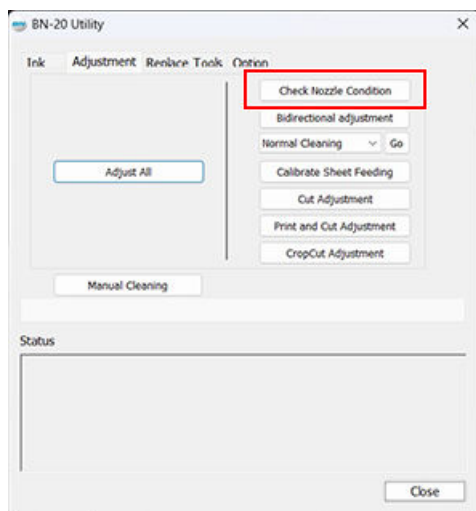 BN-20 Utility
Ink Adjustment Replace Tools Option
Check Nozzle Condition
Bidirectional adjustment
Normal Cleaning Go
Adjust All
Calibrate Sheet Feeding
Cut Adjustment
Print and Cut Adjustment
CropCut Adjustment
Manual Cleaning
Status
Close